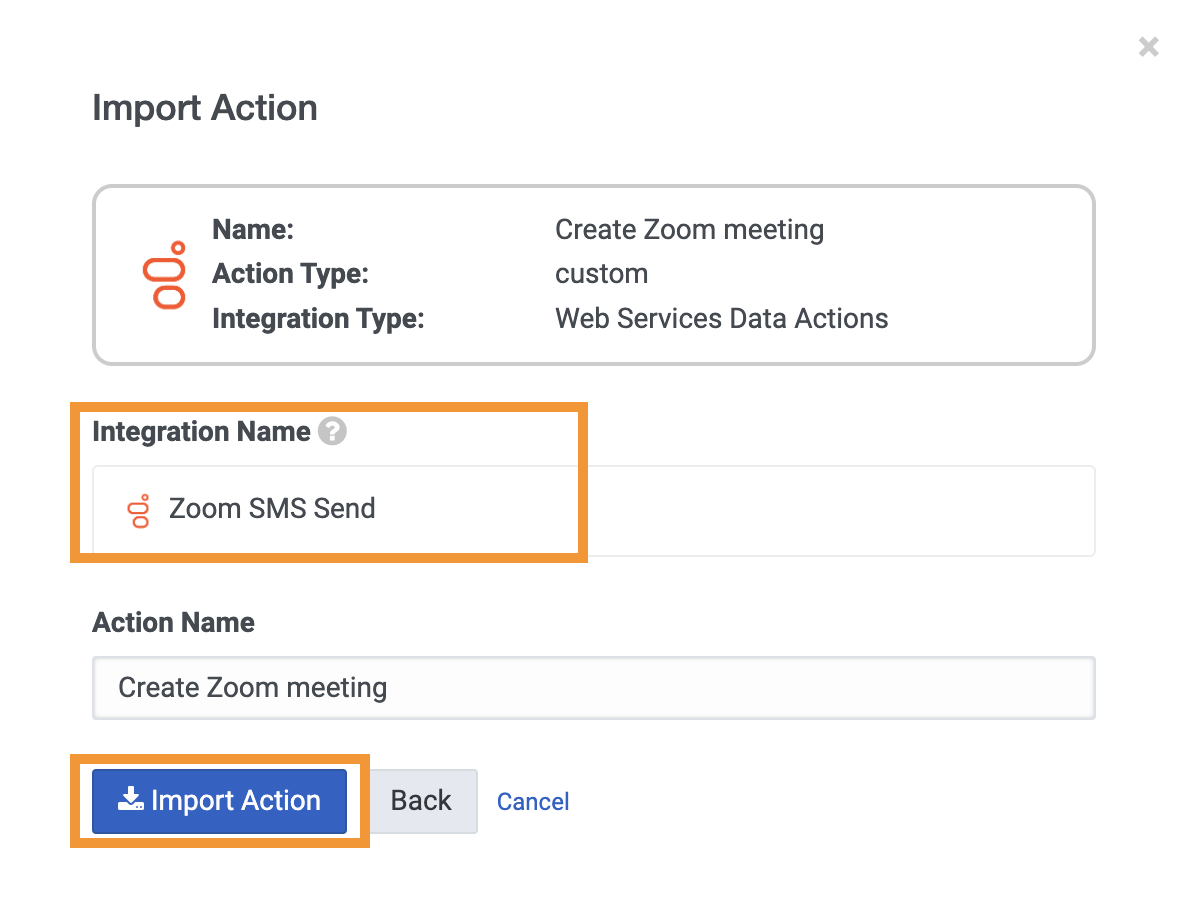 Import Action
Name: Create Zoom meeting
Action Type: custom
Integration Type: Web Services Data Actions
Integration Name ?
Zoom SMS Send
Action Name
Create Zoom meeting
Import Action Back Cancel